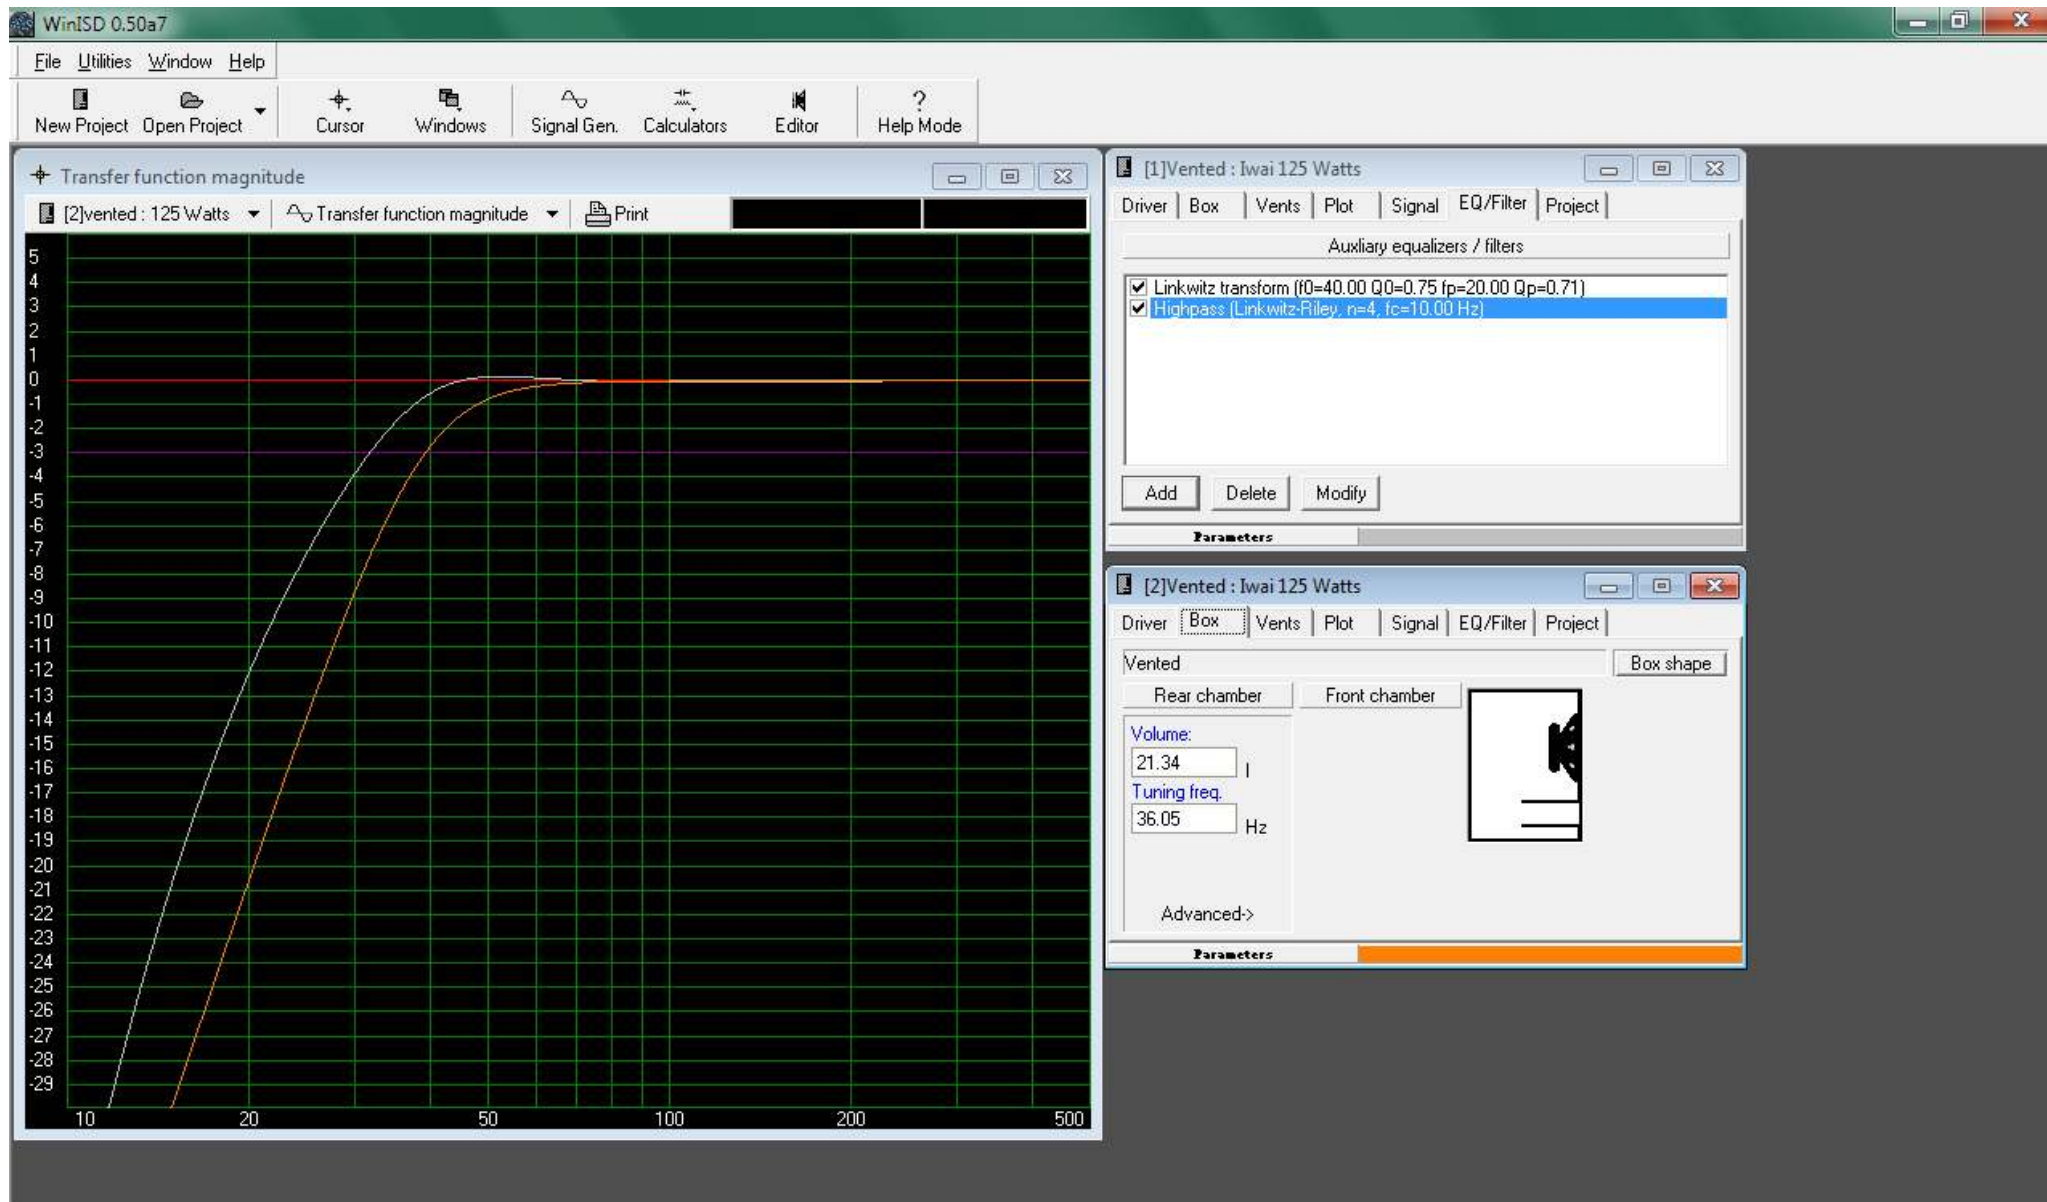 WinISD 0.50a7
File Utilities Window Help
New Project Open Project Cursor Windows Signal Gen. Calculators Editor ? Help Mode
Transfer function magnitude
[2]vented : 125 Watts Transfer function magnitude Print
5
4
3
2
1
0
-1
-2
-3
-4
-5
-6
-7
-8
-9
-10
-11
-12
-13
-14
-15
-16
-17
-18
-19
-20
-21
-22
-23
-24
-25
-26
-27
-28
-29
10 20 50 100 200 500
[1]Vented : Iwai 125 Watts
Driver Box Vents Plot Signal EQ/Filter Project
Auxliary equalizers / filters
Linkwitz transform (f0=40.00 Q0=0.75 fp=20.00 Qp=0.71)
Highpass (Linkwitz-Riley, n=4, fc=10.00 Hz)
Add Delete Modify
Parameters
[2]Vented : Iwai 125 Watts
Driver Box Vents Plot Signal EQ/Filter Project
Vented Box shape
Rear chamber Front chamber
Volume:
21.34 l
Tuning freq.
36.05 Hz
Advanced->
Parameters